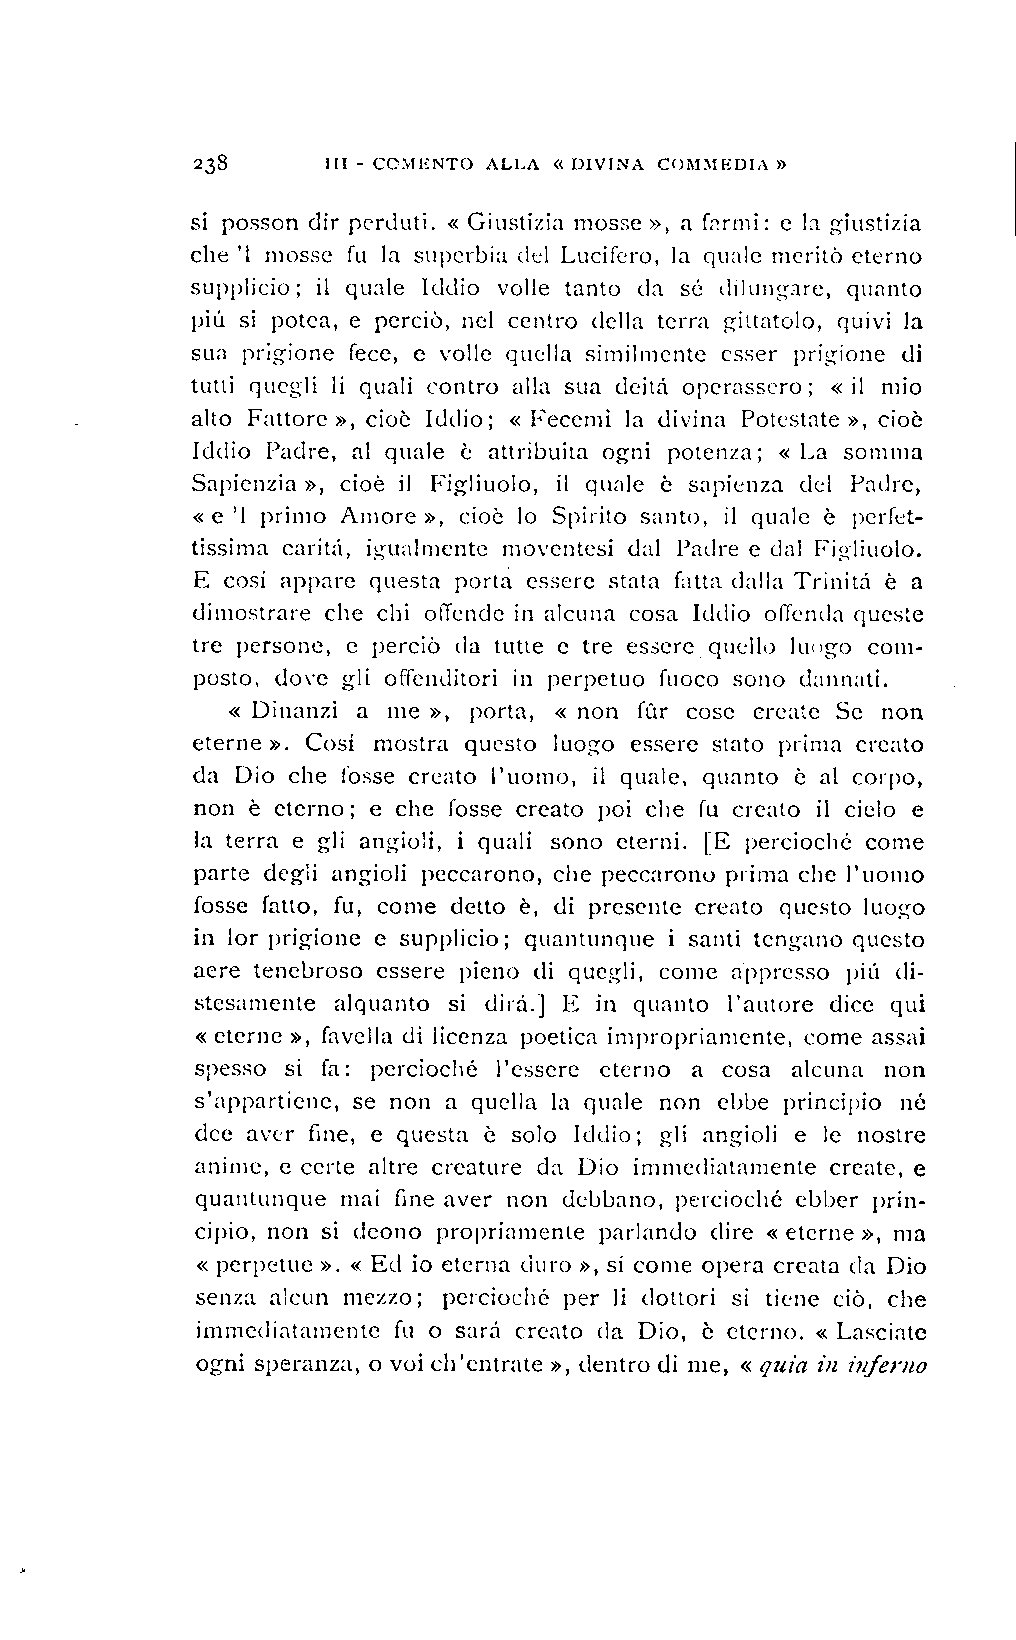 238 III - COMENTO ALLA « DIVINA COMMEDIA »
si posson dir perduti. « Giustizia mosse », a farmi: e la giustizia
che 'l mosse fu la superbia del Lucifero, la quale meritò eterno
supplicio; il quale Iddio volle tanto da sé dilungare, quanto
piú si potea, e perciò, nel centro della terra gittatolo, quivi la
sua prigione fece, e volle quella similmente esser prigione di
tutti quegli li quali contro alla sua deitá operassero; « il mio
alto Fattore », cioè Iddio; « Fecemi la divina Potestate », cioè
Iddio Padre, al quale è attribuita ogni potenza; « La somma
Sapienzia », cioè il Figliuolo, il quale è sapienza del Padre,
« e 'l primo Amore », cioè lo Spirito santo, il quale è perfet-
tissima caritá, igualmente moventesi dal Padre e dal Figliuolo.
E cosí appare questa porta essere stata fatta dalla Trinitá è a
dimostrare che chi offende in alcuna cosa Iddio offenda queste
tre persone, e perciò da tutte e tre essere quello luogo com-
posto, dove gli offenditori in perpetuo fuoco sono dannati.
« Dinanzi a me », porta, « non fûr cose create Se non
eterne ». Cosí mostra questo luogo essere stato prima creato
da Dio che fosse creato l'uomo, il quale, quanto è al corpo,
non è eterno; e che fosse creato poi che fu creato il cielo e
la terra e gli angioli, i quali sono eterni. [E percioché come
parte degli angioli peccarono, che peccarono prima che l'uomo
fosse fatto, fu, come detto è, di presente creato questo luogo
in lor prigione e supplicio; quantunque i santi tengano questo
aere tenebroso essere pieno di quegli, come appresso piú di-
stesamente alquanto si dirá.] E in quanto l'autore dice qui
« eterne », favella di licenza poetica impropriamente, come assai
spesso si fa: percioché l'essere eterno a cosa alcuna non
s'appartiene, se non a quella la quale non ebbe principio né
dee aver fine, e questa è solo Iddio; gli angioli e le nostre
anime, e certe altre creature da Dio immediatamente create, e
quantunque mai fine aver non debbano, percioché ebber prin-
cipio, non si deono propriamente parlando dire « eterne », ma
« perpetue ». « Ed io eterna duro », sí come opera creata da Dio
senza alcun mezzo; percioché per li dottori si tiene ciò, che
immediatamente fu o sará creato da Dio, è eterno. « Lasciate
ogni speranza, o voi ch'entrate », dentro di me, « quia in inferno